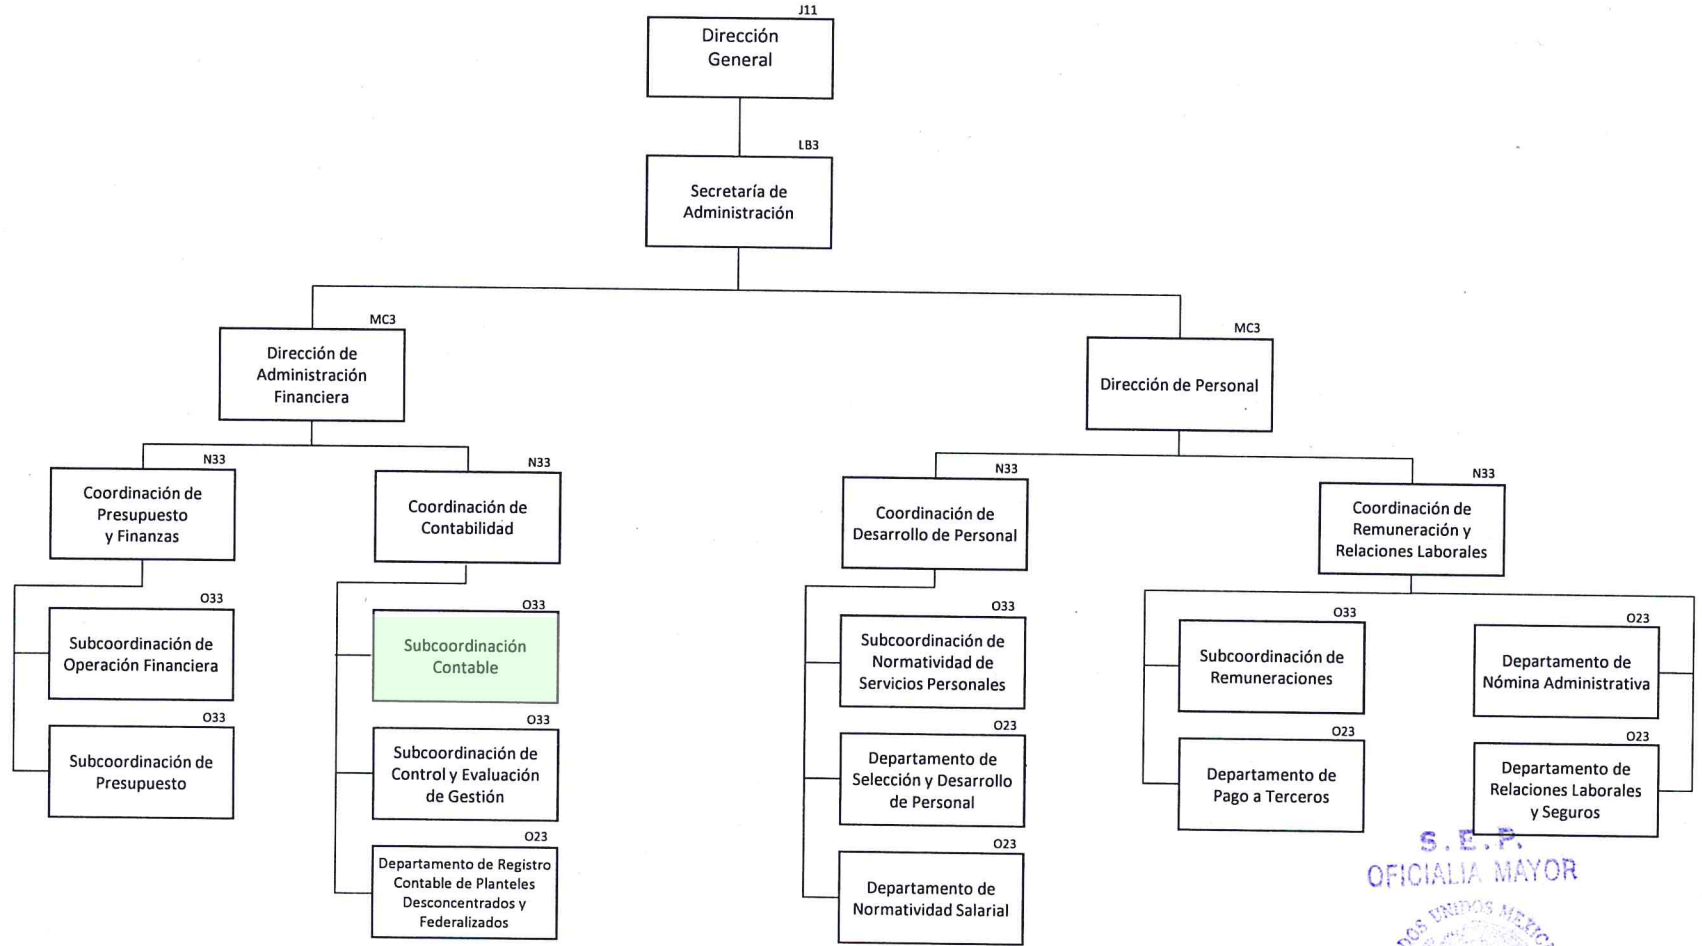 J11
Dirección
General
LB3
Secretaría de
Administración
MC3
Dirección de
Administración
Financiera
MC3
Dirección de Personal
N33
Coordinación de
Presupuesto
y Finanzas
N33
Coordinación de
Contabilidad
N33
Coordinación de
Desarrollo de Personal
N33
Coordinación de
Remuneración y
Relaciones Laborales
O33
Subcoordinación de
Operación Financiera
O33
Subcoordinación de
Presupuesto
O33
Subcoordinación
Contable
O33
Subcoordinación de
Control y Evaluación
de Gestión
O23
Departamento de Registro
Contable de Planteles
Desconcentrados y
Federalizados
O33
Subcoordinación de
Normatividad de
Servicios Personales
O23
Departamento de
Selección y Desarrollo
de Personal
O23
Departamento de
Normatividad Salarial
O33
Subcoordinación de
Remuneraciones
O23
Departamento de
Pago a Terceros
O23
Departamento de
Nómina Administrativa
O23
Departamento de
Relaciones Laborales
y Seguros
S.E.P.
OFICIALIA MAYOR
UNIDOS